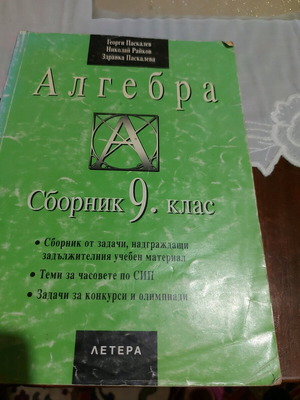 Георги Паскалев
Николай Райков
Здравка Паскалева
Алгебра
А
Сборник 9. клас
• Сборник от задачи, надграждащи
задължителния учебен материал
• Теми за часовете по СИП
• Задачи за конкурси и олимпиади
ЛЕТЕРА